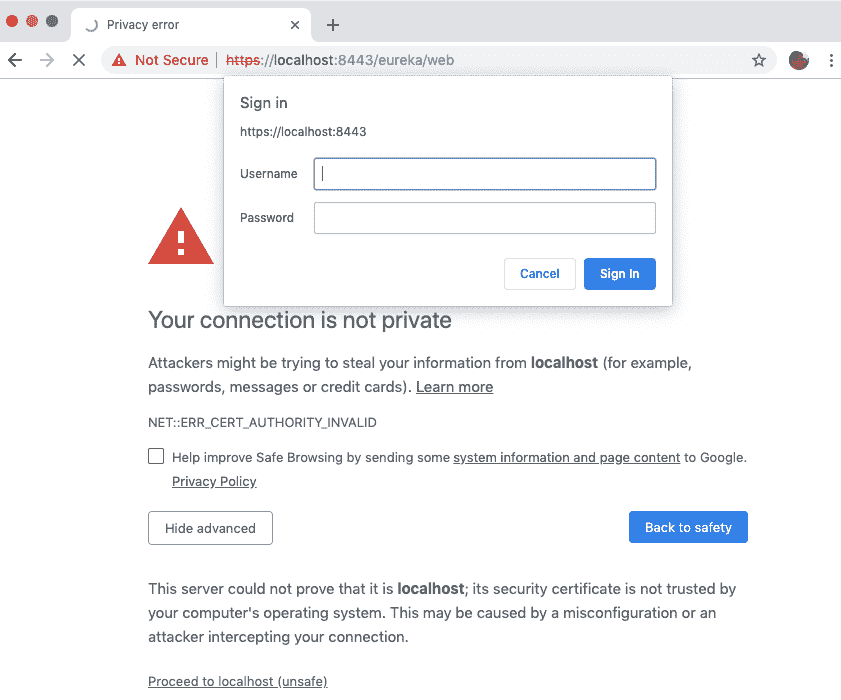 Privacy error
Not Secure | https://localhost:8443/eureka/web
Sign in
https://localhost:8443
Username
Password
Cancel
Sign In
Your connection is not private
Attackers might be trying to steal your information from localhost (for example,
passwords, messages or credit cards). Learn more
NET::ERR_CERT_AUTHORITY_INVALID
Help improve Safe Browsing by sending some system information and page content to Google.
Privacy Policy
Hide advanced
Back to safety
This server could not prove that it is localhost; its security certificate is not trusted by
your computer's operating system. This may be caused by a misconfiguration or an
attacker intercepting your connection.
Proceed to localhost (unsafe)